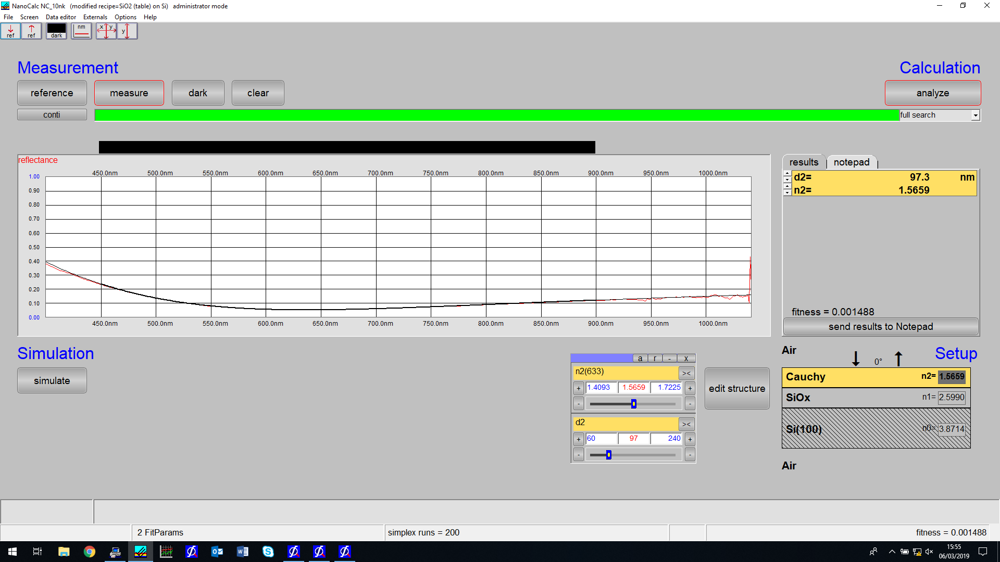 NanoCalc NC_10nk   (modified recipe=SiO2 (table) on Si)   administrator mode
File Screen Data editor Externals Options Help
ref ref dark nm x y y
Measurement
Calculation
reference measure dark clear
analyze
conti
full search
reflectance
450.0nm 500.0nm 550.0nm 600.0nm 650.0nm 700.0nm 750.0nm 800.0nm 850.0nm 900.0nm 950.0nm 1000.0nm
1.00
0.90
0.80
0.70
0.60
0.50
0.40
0.30
0.20
0.10
0.00
450.0nm 500.0nm 550.0nm 600.0nm 650.0nm 700.0nm 750.0nm 800.0nm 850.0nm 900.0nm 950.0nm 1000.0nm
results notepad
d2= 97.3 nm
n2= 1.5659
fitness = 0.001488
send results to Notepad
Simulation
simulate
a r - x
n2(633) ><
+ 1.4093 1.5659 1.7225 +
- -
d2 ><
+ 60 97 240 +
- -
edit structure
Air
0°
Setup
Cauchy n2= 1.5659
SiOx n1= 2.5990
Si(100) n0= 3.8714
Air
2 FitParams
simplex runs = 200
fitness = 0.001488
15:55
06/03/2019